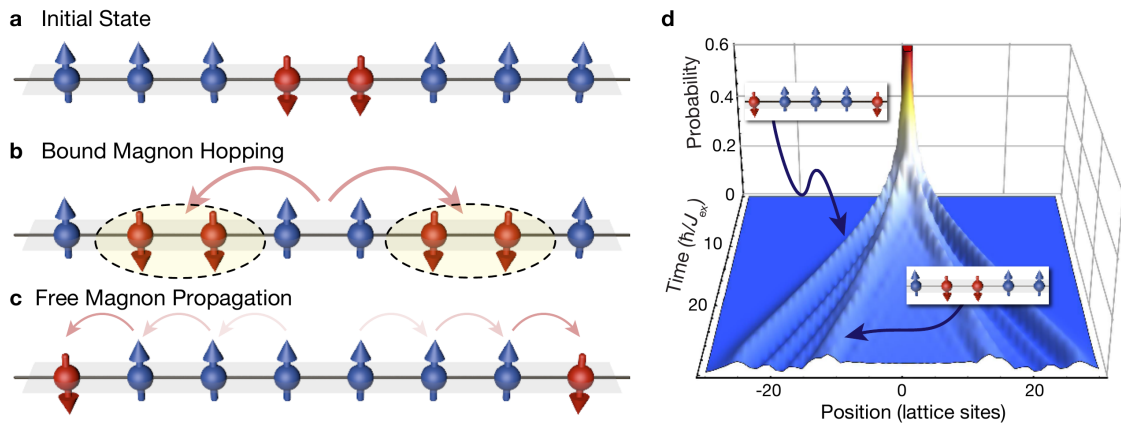 a Initial State
b Bound Magnon Hopping
c Free Magnon Propagation
d
Probability
0.6
0.4
0.2
0
Time (ħ/J_ex)
10
20
-20 0 20
Position (lattice sites)